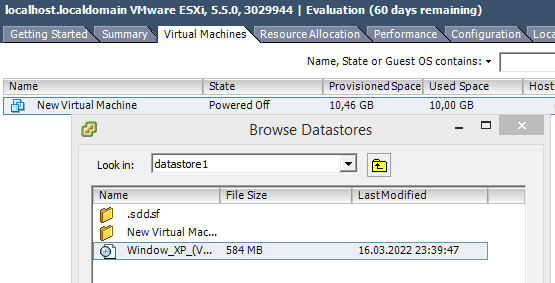 localhost.localdomain VMware ESXi, 5.5.0, 3029944 | Evaluation (60 days remaining)
Getting Started Summary Virtual Machines Resource Allocation Performance Configuration Loca
Name, State or Guest OS contains:
Name State Provisioned Space Used Space Host
New Virtual Machine Powered Off 10,46 GB 10,00 GB
Browse Datastores
Look in: datastore1
Name File Size Last Modified
.sdd.sf
New Virtual Mac...
Window_XP_(V... 584 MB 16.03.2022 23:39:47